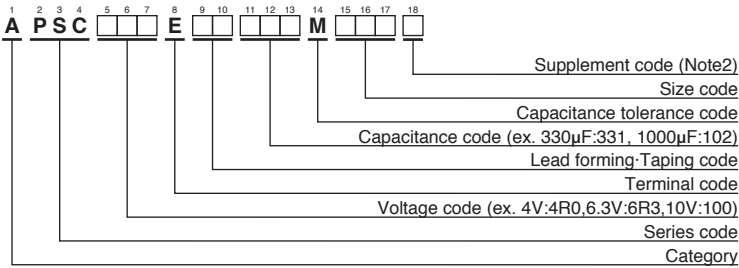 1 2 3 4 5 6 7 8 9 10 11 12 13 14 15 16 17 18
A P S C E M
Supplement code (Note2)
Size code
Capacitance tolerance code
Capacitance code (ex. 330µF:331, 1000µF:102)
Lead forming·Taping code
Terminal code
Voltage code (ex. 4V:4R0,6.3V:6R3,10V:100)
Series code
Category